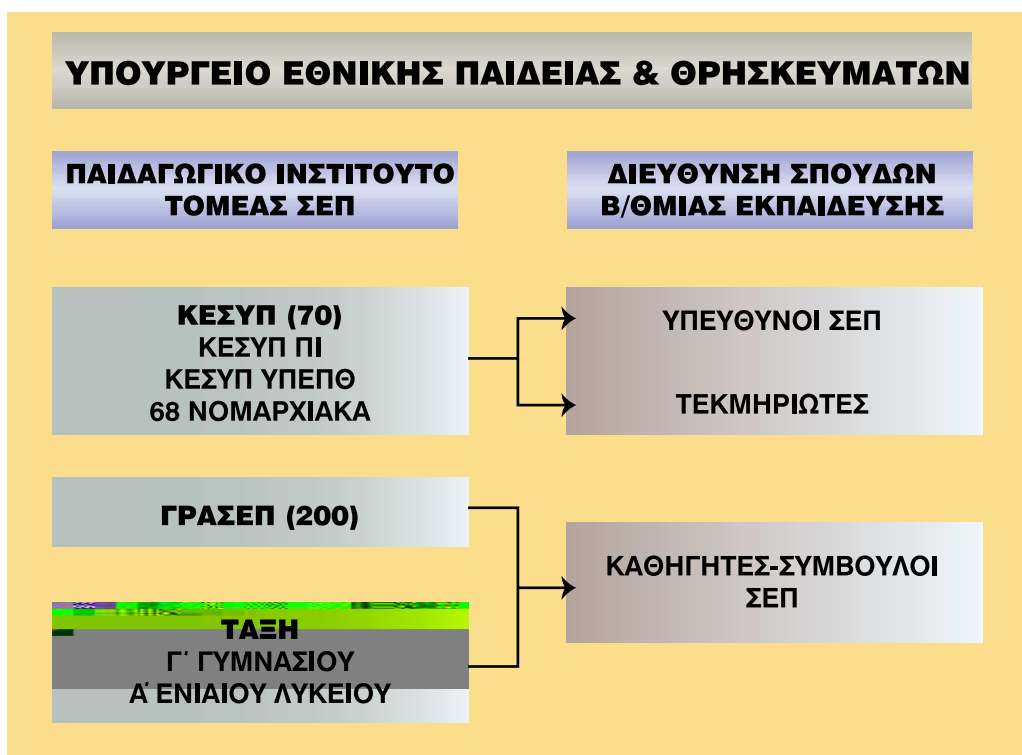 ΥΠΟΥΡΓΕΙΟ ΕΘΝΙΚΗΣ ΠΑΙΔΕΙΑΣ & ΘΡΗΣΚΕΥΜΑΤΩΝ
ΠΑΙΔΑΓΩΓΙΚΟ ΙΝΣΤΙΤΟΥΤΟ
ΤΟΜΕΑΣ ΣΕΠ
ΔΙΕΥΘΥΝΣΗ ΣΠΟΥΔΩΝ
Β/ΘΜΙΑΣ ΕΚΠΑΙΔΕΥΣΗΣ
ΚΕΣΥΠ (70)
ΚΕΣΥΠ ΠΙ
ΚΕΣΥΠ ΥΠΕΠΘ
68 ΝΟΜΑΡΧΙΑΚΑ
ΥΠΕΥΘΥΝΟΙ ΣΕΠ
ΤΕΚΜΗΡΙΩΤΕΣ
ΓΡΑΣΕΠ (200)
ΤΑΞΗ
Γ΄ ΓΥΜΝΑΣΙΟΥ
Α΄ ΕΝΙΑΙΟΥ ΛΥΚΕΙΟΥ
ΚΑΘΗΓΗΤΕΣ-ΣΥΜΒΟΥΛΟΙ
ΣΕΠ